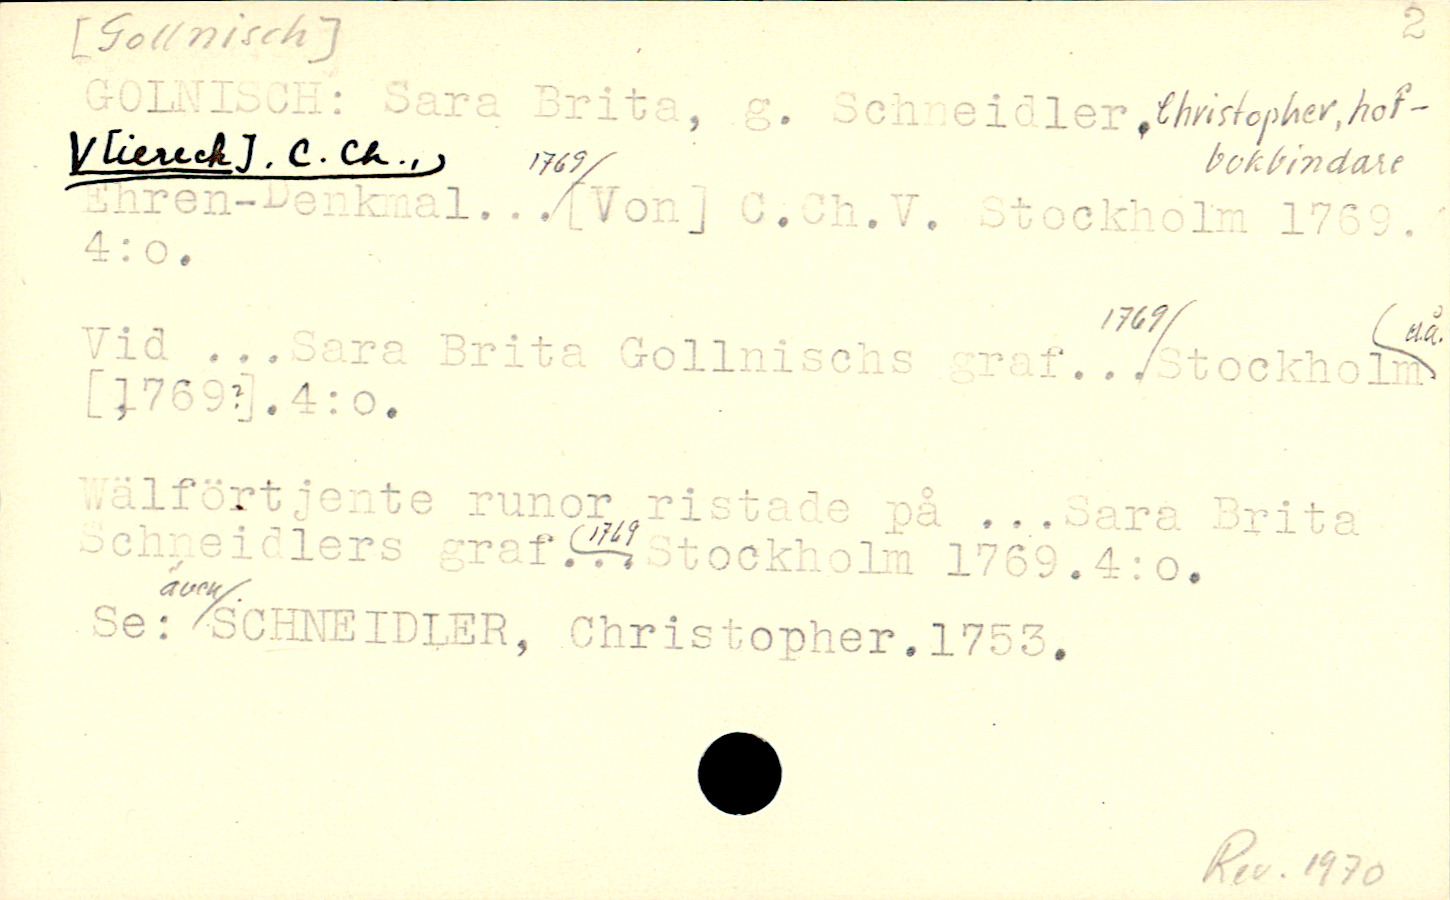 [Gollnisch] 2
GOLNISCH: Sara Brita, g. Schneidler, Christopher, hof-
bokbindare
V[iereck]. C. Ch.,
1769/
Ehren-Denkmal...[Von] C.Ch.V. Stockholm 1769.
4:o.
1769/ u.å.
Vid ...Sara Brita Gollnischs graf...Stockholm
[1769?].4:o.
Wälförtjente runor ristade på ...Sara Brita
1769
Schneidlers graf...Stockholm 1769.4:o.
även/
Se: SCHNEIDLER, Christopher.1753.
Rev. 1970